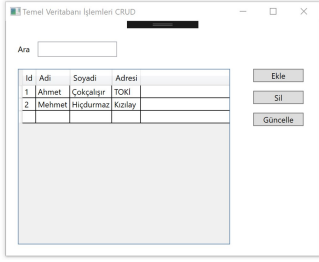 Temel Veritabanı İşlemleri CRUD
Ara
Id Adi Soyadi Adresi
1 Ahmet Çokçalışır TOKİ
2 Mehmet Hiçdurmaz Kızılay
Ekle
Sil
Güncelle